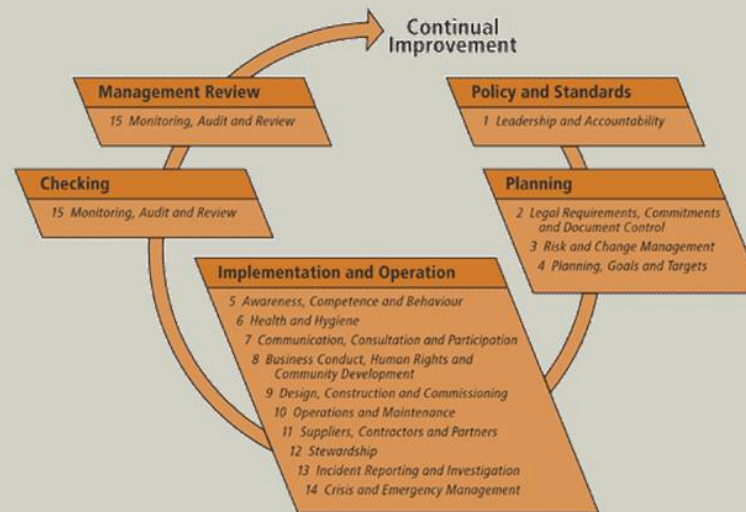 Continual
Improvement
Management Review
15 Monitoring, Audit and Review
Policy and Standards
1 Leadership and Accountability
Checking
15 Monitoring, Audit and Review
Planning
2 Legal Requirements, Commitments
and Document Control
3 Risk and Change Management
4 Planning, Goals and Targets
Implementation and Operation
5 Awareness, Competence and Behaviour
6 Health and Hygiene
7 Communication, Consultation and Participation
8 Business Conduct, Human Rights and
Community Development
9 Design, Construction and Commissioning
10 Operations and Maintenance
11 Suppliers, Contractors and Partners
12 Stewardship
13 Incident Reporting and Investigation
14 Crisis and Emergency Management